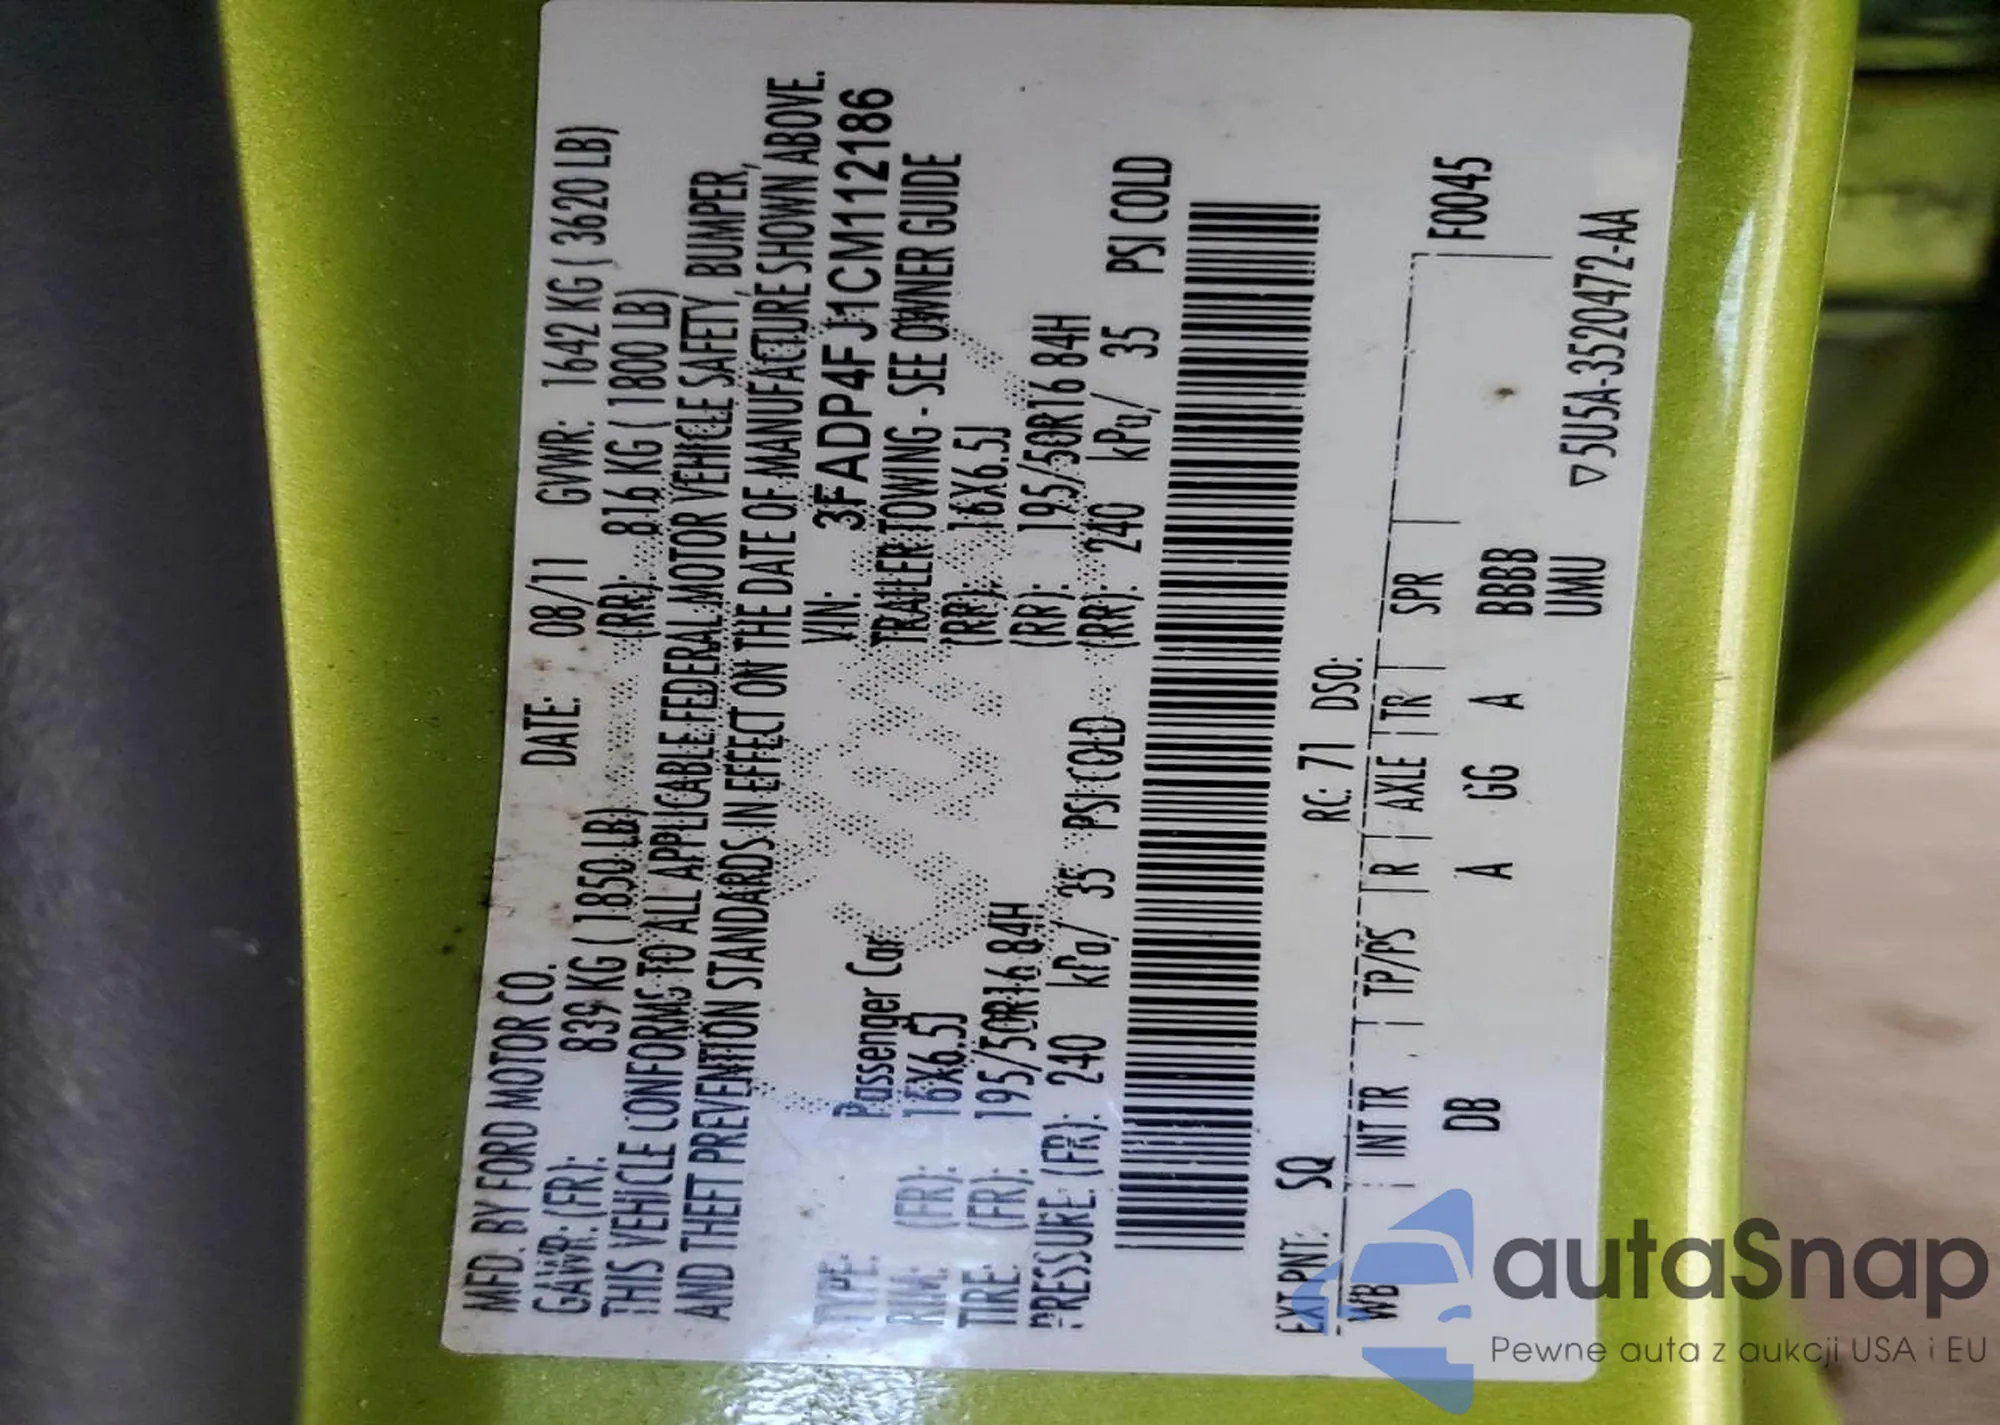 MFD. BY FORD MOTOR CO. DATE: 08/11 GVWR: 1642 KG ( 3620 LB)
GAWR: (FR): 839 KG ( 1850 LB) (RR): 816 KG ( 1800 LB)
THIS VEHICLE CONFORMS TO ALL APPLICABLE FEDERAL MOTOR VEHICLE SAFETY, BUMPER,
AND THEFT PREVENTION STANDARDS IN EFFECT ON THE DATE OF MANUFACTURE SHOWN ABOVE.
VIN: 3FADP4FJ1CM112186
TYPE: Passenger Car TRAILER TOWING - SEE OWNER GUIDE
RIM: (FR): 16X6.5J (RR): 16X6.5J
TIRE: (FR): 195/50R16 84H (RR): 195/50R16 84H
PRESSURE: (FR): 240 kPa/ 35 PSI COLD (RR): 240 kPa/ 35 PSI COLD
EXT PNT: SQ RC: 71 DSO:
WB INT TR TP/PS R AXLE TR SPR F0045
DB A GG A BBBB
UMU
▽5U5A-3520472-AA
autaSnap
Pewne auta z aukcji USA i EU